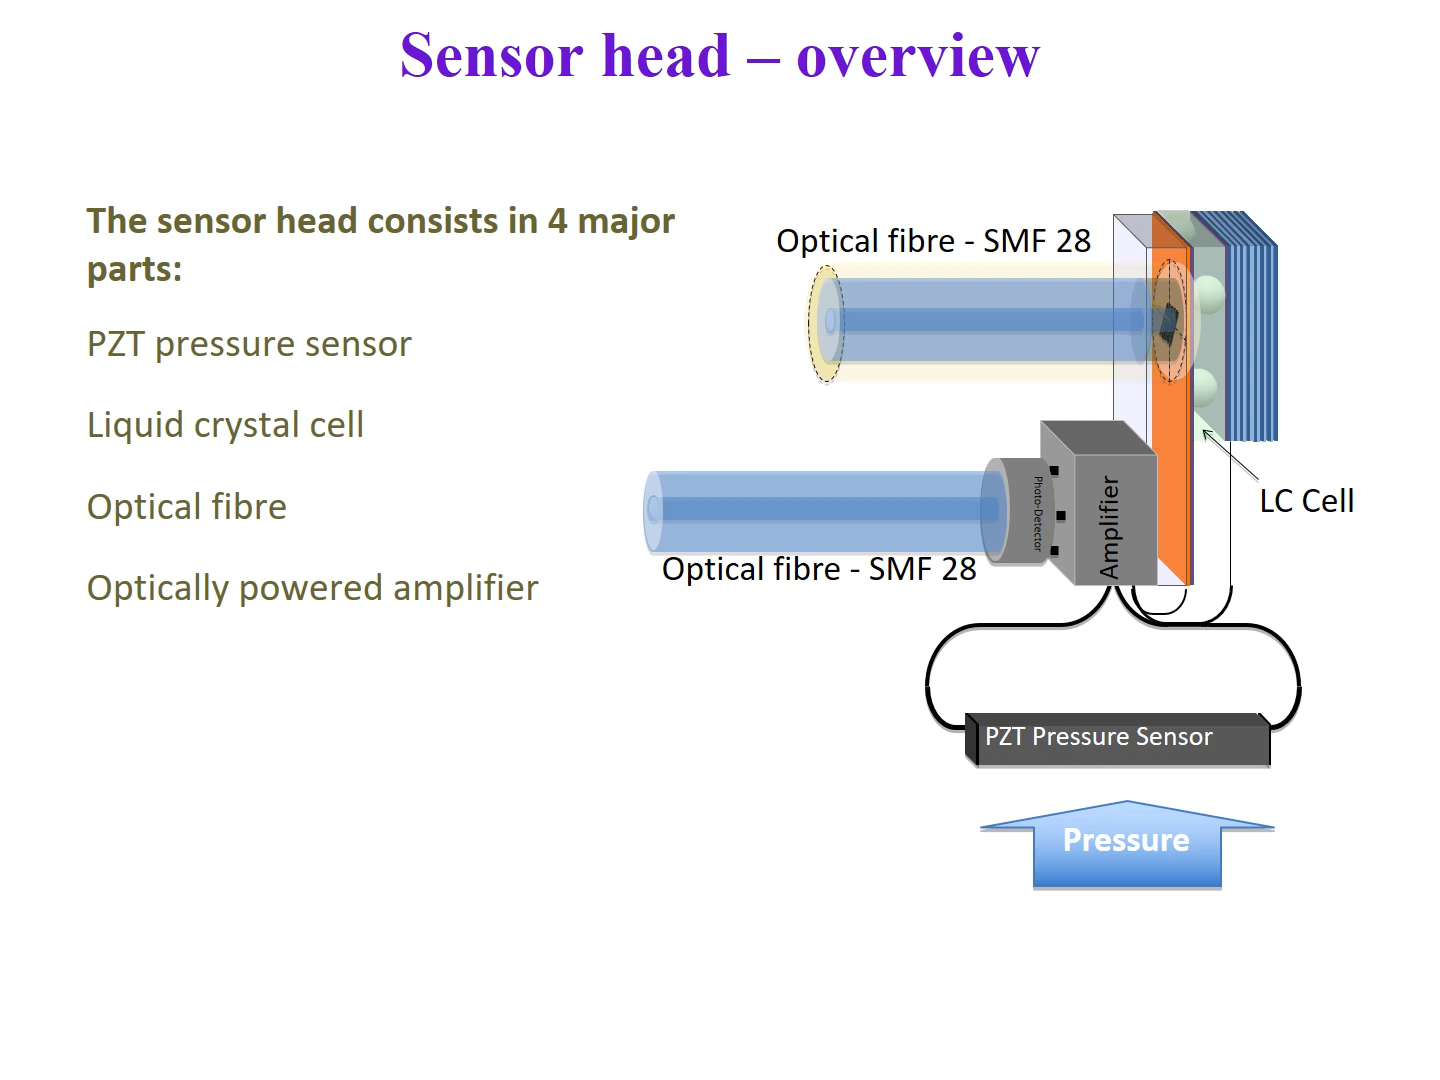 Sensor head – overview
The sensor head consists in 4 major
parts:
PZT pressure sensor
Liquid crystal cell
Optical fibre
Optically powered amplifier
Optical fibre - SMF 28
LC Cell
Photo-Detector
Amplifier
Optical fibre - SMF 28
PZT Pressure Sensor
Pressure